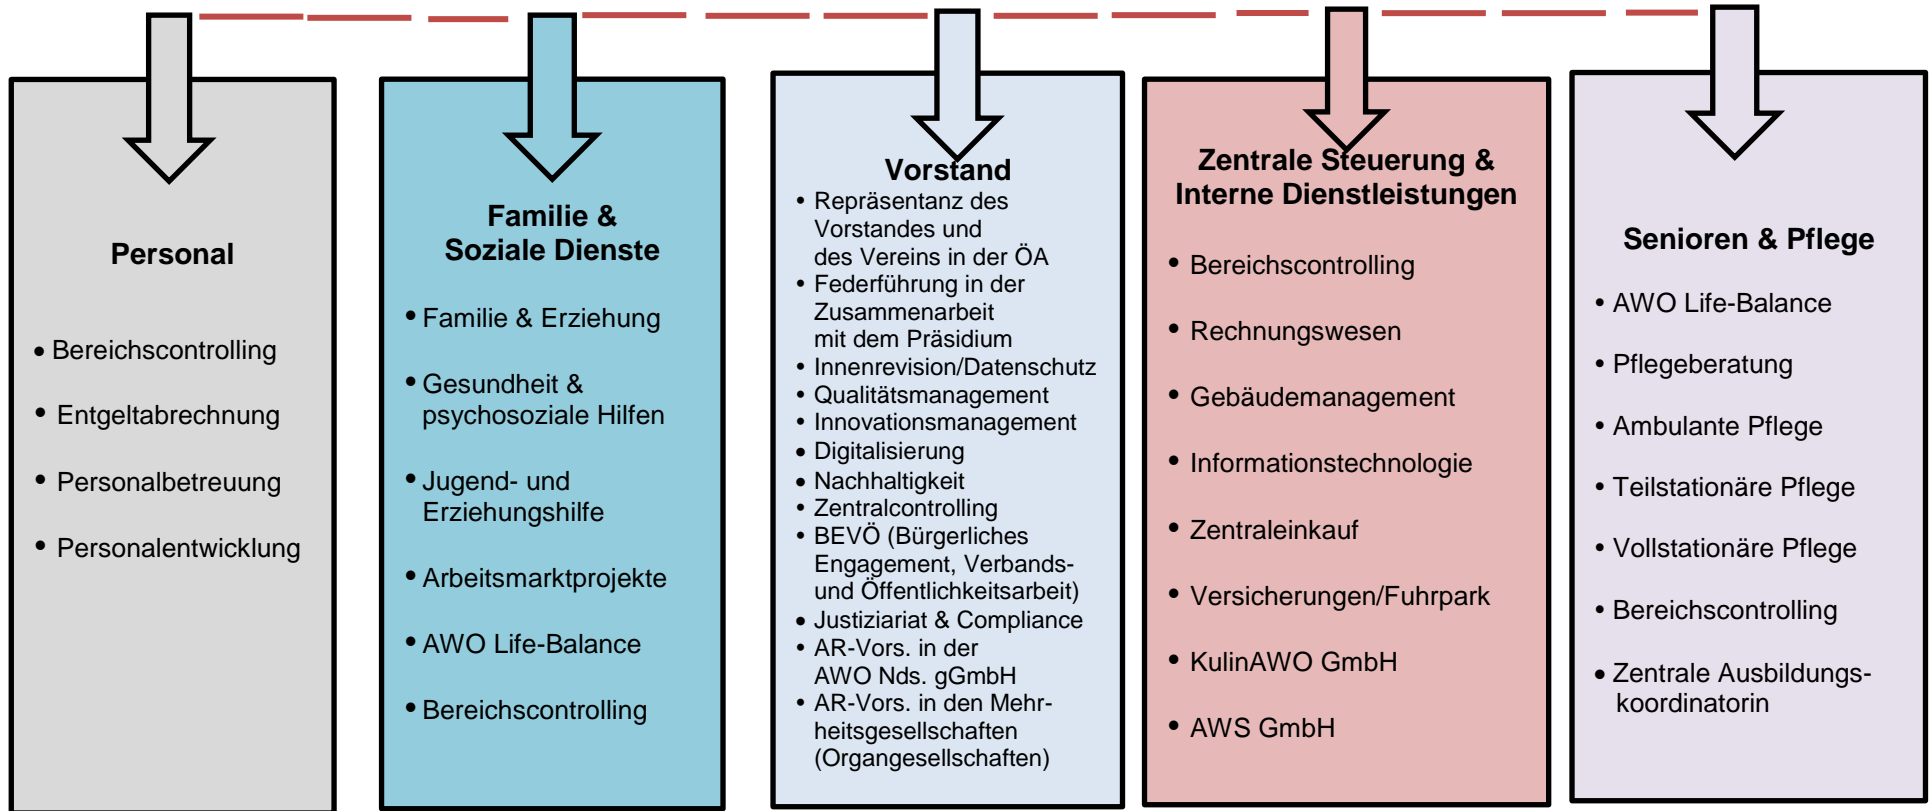 Personal
• Bereichscontrolling
• Entgeltabrechnung
• Personalbetreuung
• Personalentwicklung
Familie &
Soziale Dienste
• Familie & Erziehung
• Gesundheit &
psychosoziale Hilfen
• Jugend- und
Erziehungshilfe
• Arbeitsmarktprojekte
• AWO Life-Balance
• Bereichscontrolling
Vorstand
• Repräsentanz des
Vorstandes und
des Vereins in der ÖA
• Federführung in der
Zusammenarbeit
mit dem Präsidium
• Innenrevision/Datenschutz
• Qualitätsmanagement
• Innovationsmanagement
• Digitalisierung
• Nachhaltigkeit
• Zentralcontrolling
• BEVÖ (Bürgerliches
Engagement, Verbands-
und Öffentlichkeitsarbeit)
• Justiziariat & Compliance
• AR-Vors. in der
AWO Nds. gGmbH
• AR-Vors. in den Mehr-
heitsgesellschaften
(Organgesellschaften)
Zentrale Steuerung &
Interne Dienstleistungen
• Bereichscontrolling
• Rechnungswesen
• Gebäudemanagement
• Informationstechnologie
• Zentraleinkauf
• Versicherungen/Fuhrpark
• KulinAWO GmbH
• AWS GmbH
Senioren & Pflege
• AWO Life-Balance
• Pflegeberatung
• Ambulante Pflege
• Teilstationäre Pflege
• Vollstationäre Pflege
• Bereichscontrolling
• Zentrale Ausbildungs-
koordinatorin